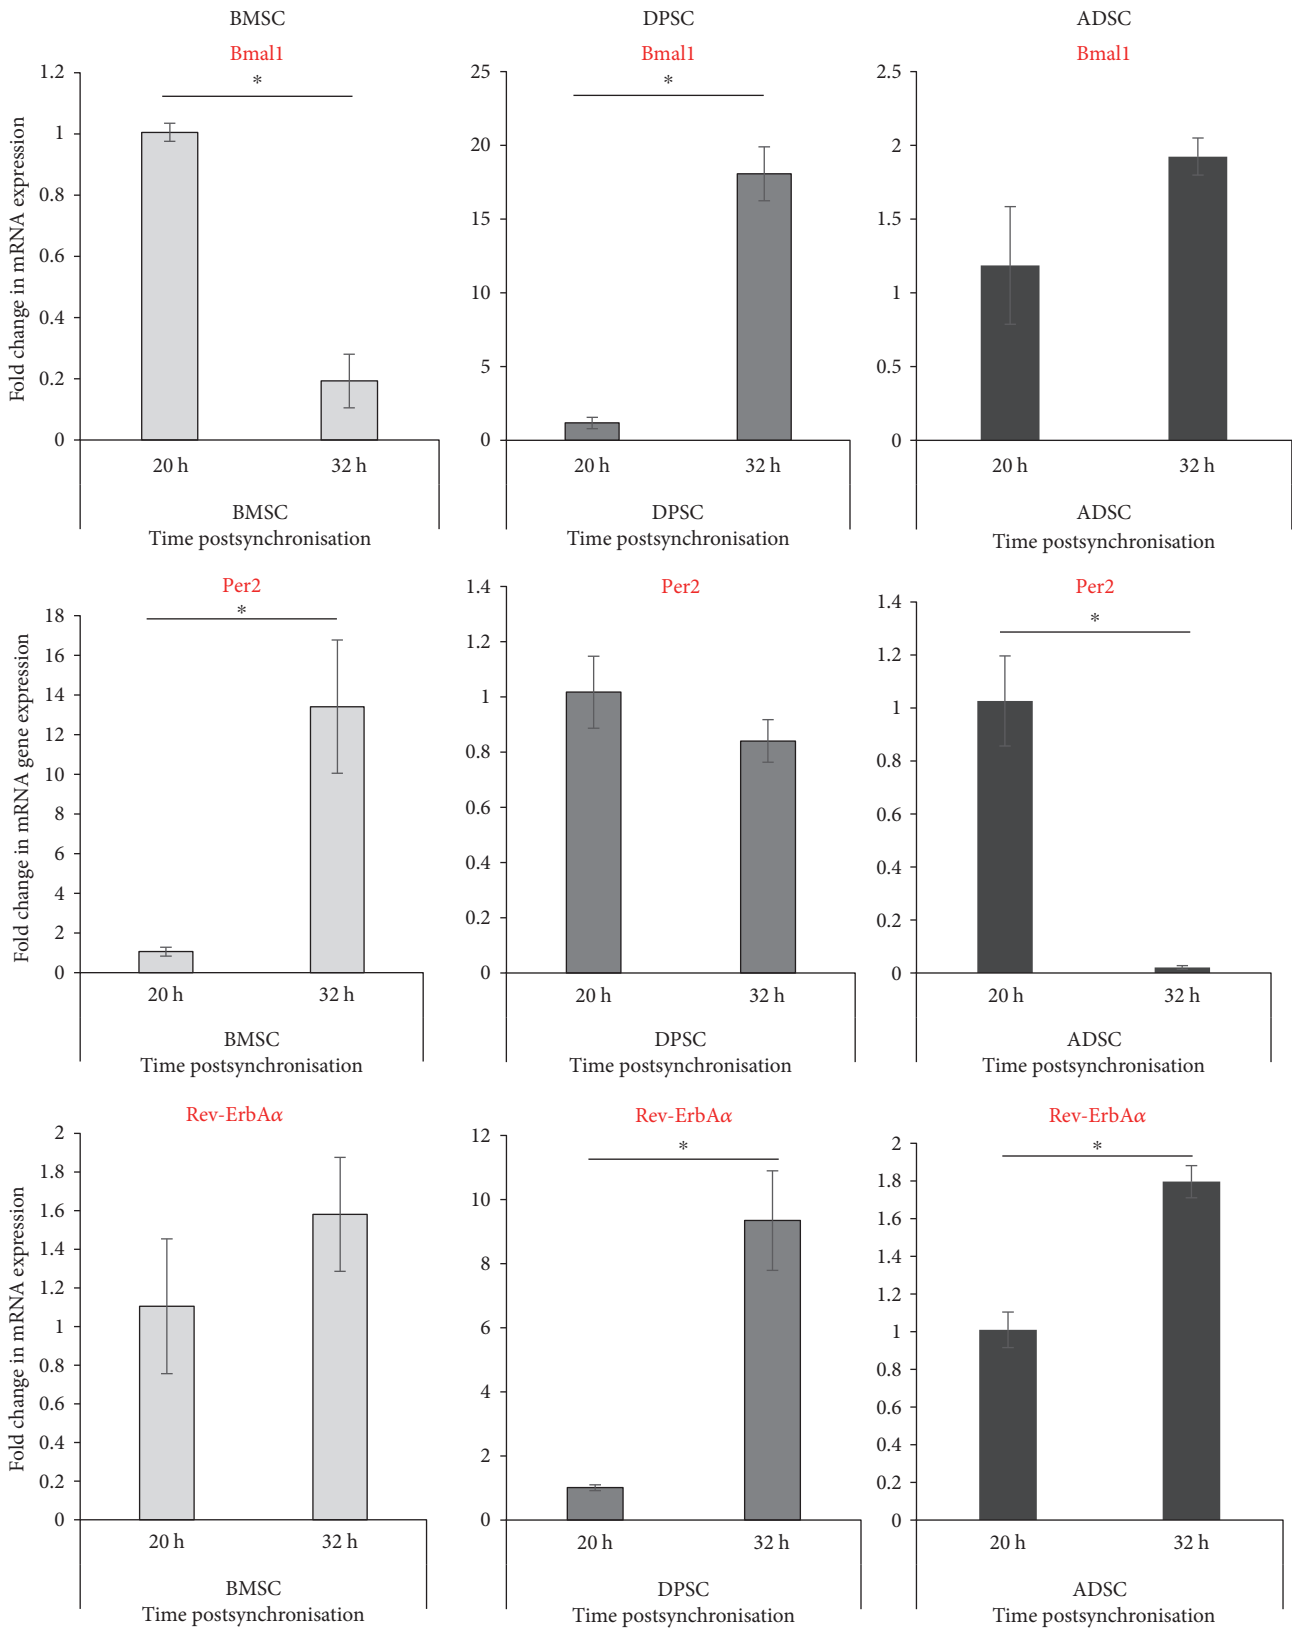 BMSC
Bmal1
*
Fold change in mRNA expression
1.2
1
0.8
0.6
0.4
0.2
0
20 h 32 h
BMSC
Time postsynchronisation
DPSC
Bmal1
*
25
20
15
10
5
0
20 h 32 h
DPSC
Time postsynchronisation
ADSC
Bmal1
2.5
2
1.5
1
0.5
0
20 h 32 h
ADSC
Time postsynchronisation
Per2
*
Fold change in mRNA gene expression
18
16
14
12
10
8
6
4
2
0
20 h 32 h
BMSC
Time postsynchronisation
Per2
1.4
1.2
1
0.8
0.6
0.4
0.2
0
20 h 32 h
DPSC
Time postsynchronisation
Per2
*
1.4
1.2
1
0.8
0.6
0.4
0.2
0
20 h 32 h
ADSC
Time postsynchronisation
Rev-ErbAα
Fold change in mRNA expression
2
1.8
1.6
1.4
1.2
1
0.8
0.6
0.4
0.2
0
20 h 32 h
BMSC
Time postsynchronisation
Rev-ErbAα
*
12
10
8
6
4
2
0
20 h 32 h
DPSC
Time postsynchronisation
Rev-ErbAα
*
2
1.8
1.6
1.4
1.2
1
0.8
0.6
0.4
0.2
0
20 h 32 h
ADSC
Time postsynchronisation